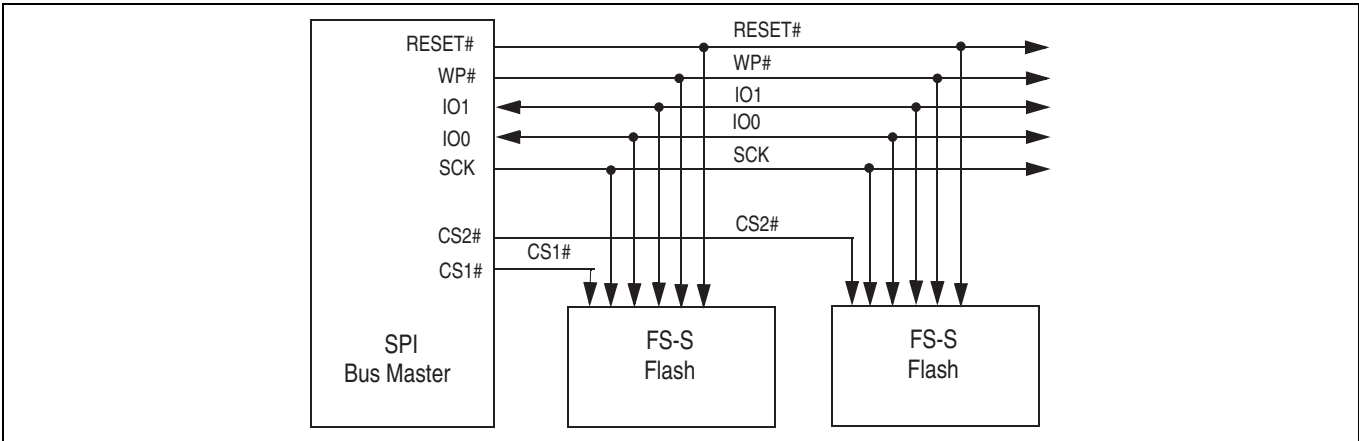 RESET#
RESET#
WP#
WP#
IO1
IO1
IO0
IO0
SCK
SCK
CS2#
CS2#
CS1#
CS1#
SPI
Bus Master
FS-S
Flash
FS-S
Flash